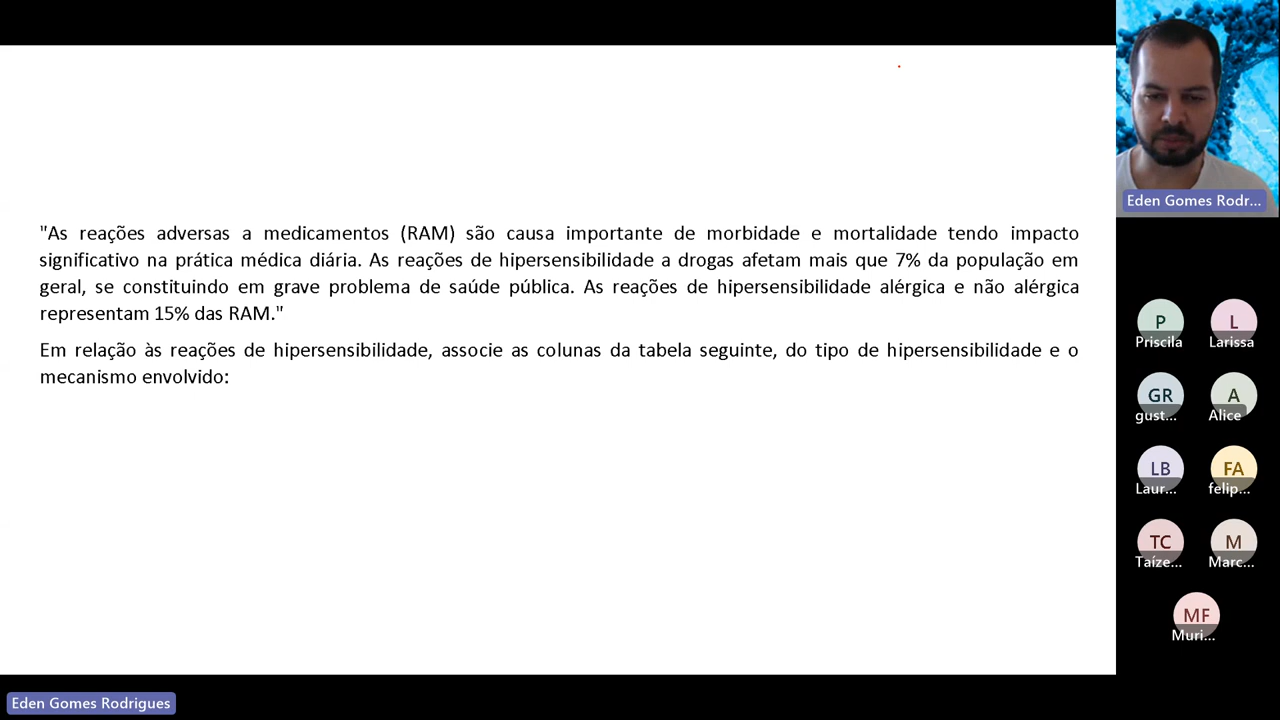 "As reações adversas a medicamentos (RAM) são causa importante de morbidade e mortalidade tendo impacto
significativo na prática médica diária. As reações de hipersensibilidade a drogas afetam mais que 7% da população em
geral, se constituindo em grave problema de saúde pública. As reações de hipersensibilidade alérgica e não alérgica
representam 15% das RAM."
Em relação às reações de hipersensibilidade, associe as colunas da tabela seguinte, do tipo de hipersensibilidade e o
mecanismo envolvido:
Eden Gomes Rodr...
P
Priscila
L
Larissa
GR
gust...
A
Alice
LB
Laur...
FA
felip...
TC
Taíze...
M
Marc...
MF
Muri...
Eden Gomes Rodrigues